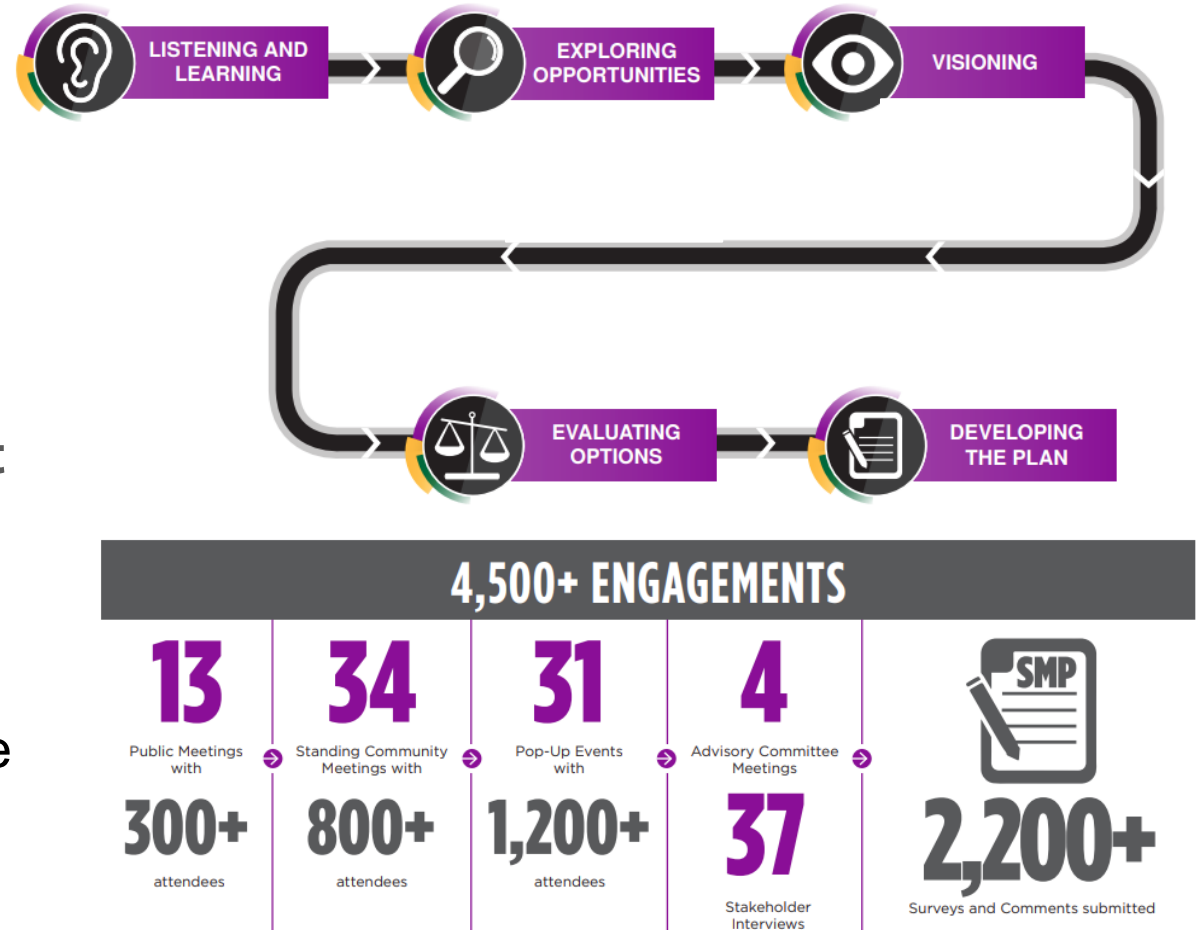 LISTENING AND
LEARNING
EXPLORING
OPPORTUNITIES
VISIONING
EVALUATING
OPTIONS
DEVELOPING
THE PLAN
t
e
4,500+ ENGAGEMENTS
13
Public Meetings
with
300+
attendees
34
Standing Community
Meetings with
800+
attendees
31
Pop-Up Events
with
1,200+
attendees
4
Advisory Committee
Meetings
37
Stakeholder
Interviews
SMP
2,200+
Surveys and Comments submitted